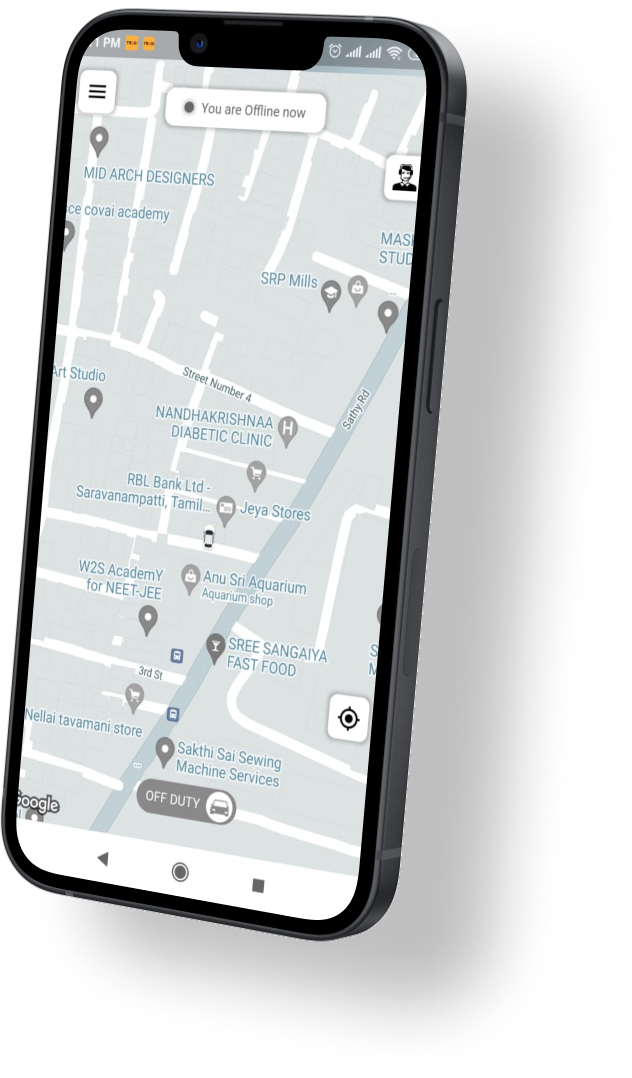 1 PM
You are Offline now
MID ARCH DESIGNERS
ce covai academy
MAS
STUD
SRP Mills
...
Art Studio
Street Number 4
Sathy Rd
NANDHAKRISHNAA
DIABETIC CLINIC
RBL Bank Ltd -
Saravanampatti, Tamil...
Jeya Stores
W2S AcademY
for NEET-JEE
Anu Sri Aquarium
Aquarium shop
SREE SANGAIYA
FAST FOOD
S
M
3rd St
Nellai tavamani store
Sakthi Sai Sewing
Machine Services
...
OFF DUTY
Google